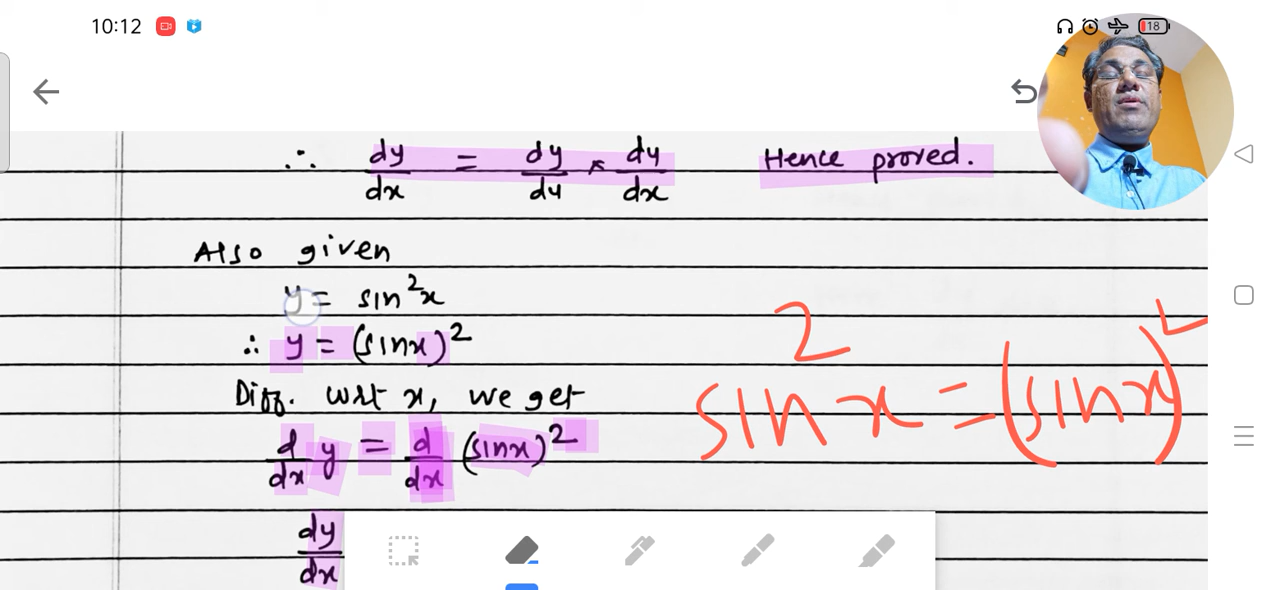 10:12 18
∴ dy/dx = dy/du × du/dx Hence proved.
Also given
y = sin²x
∴ y = (sinx)²
sin²x = (sinx)²
Diff. wrt x, we get
d/dx y = d/dx (sinx)²
dy/dx